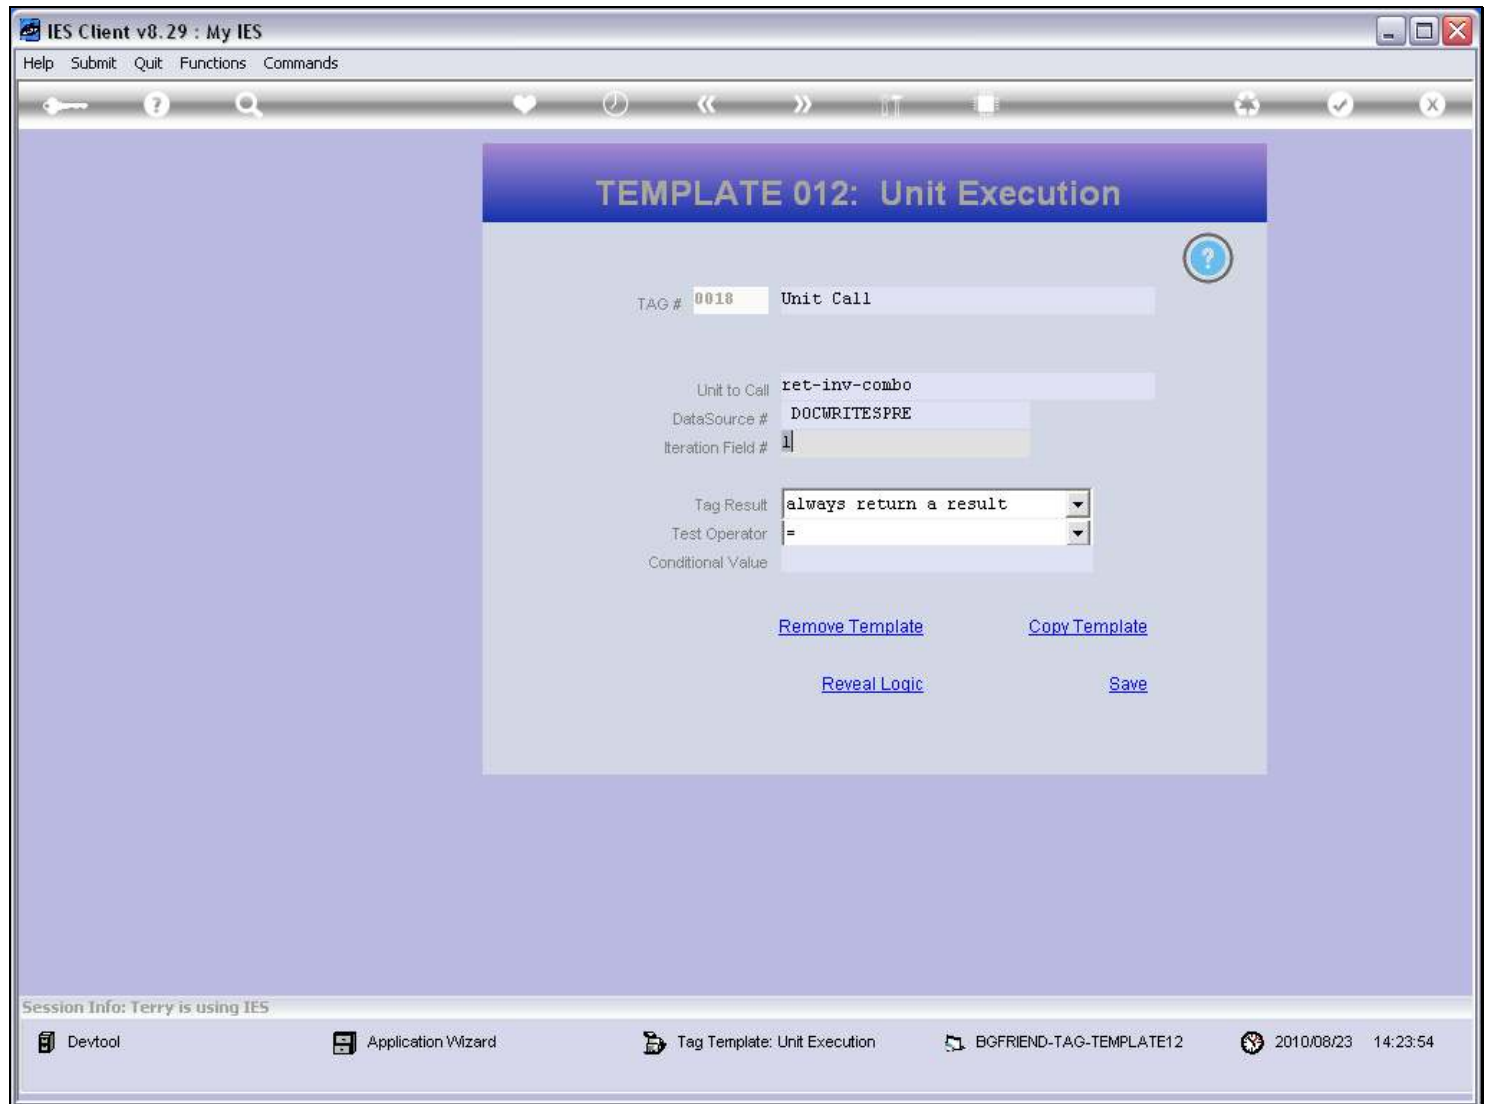 IES Client v8.29 : My IES
Help Submit Quit Functions Commands
TEMPLATE 012: Unit Execution
TAG # 0018 Unit Call
Unit to Call ret-inv-combo
DataSource # DOCWRITESPRE
Iteration Field # 1
Tag Result always return a result
Test Operator =
Conditional Value
Remove Template Copy Template
Reveal Logic Save
Session Info: Terry is using IES
Devtool Application Wizard Tag Template: Unit Execution BGFRIEND-TAG-TEMPLATE12 2010/08/23 14:23:54